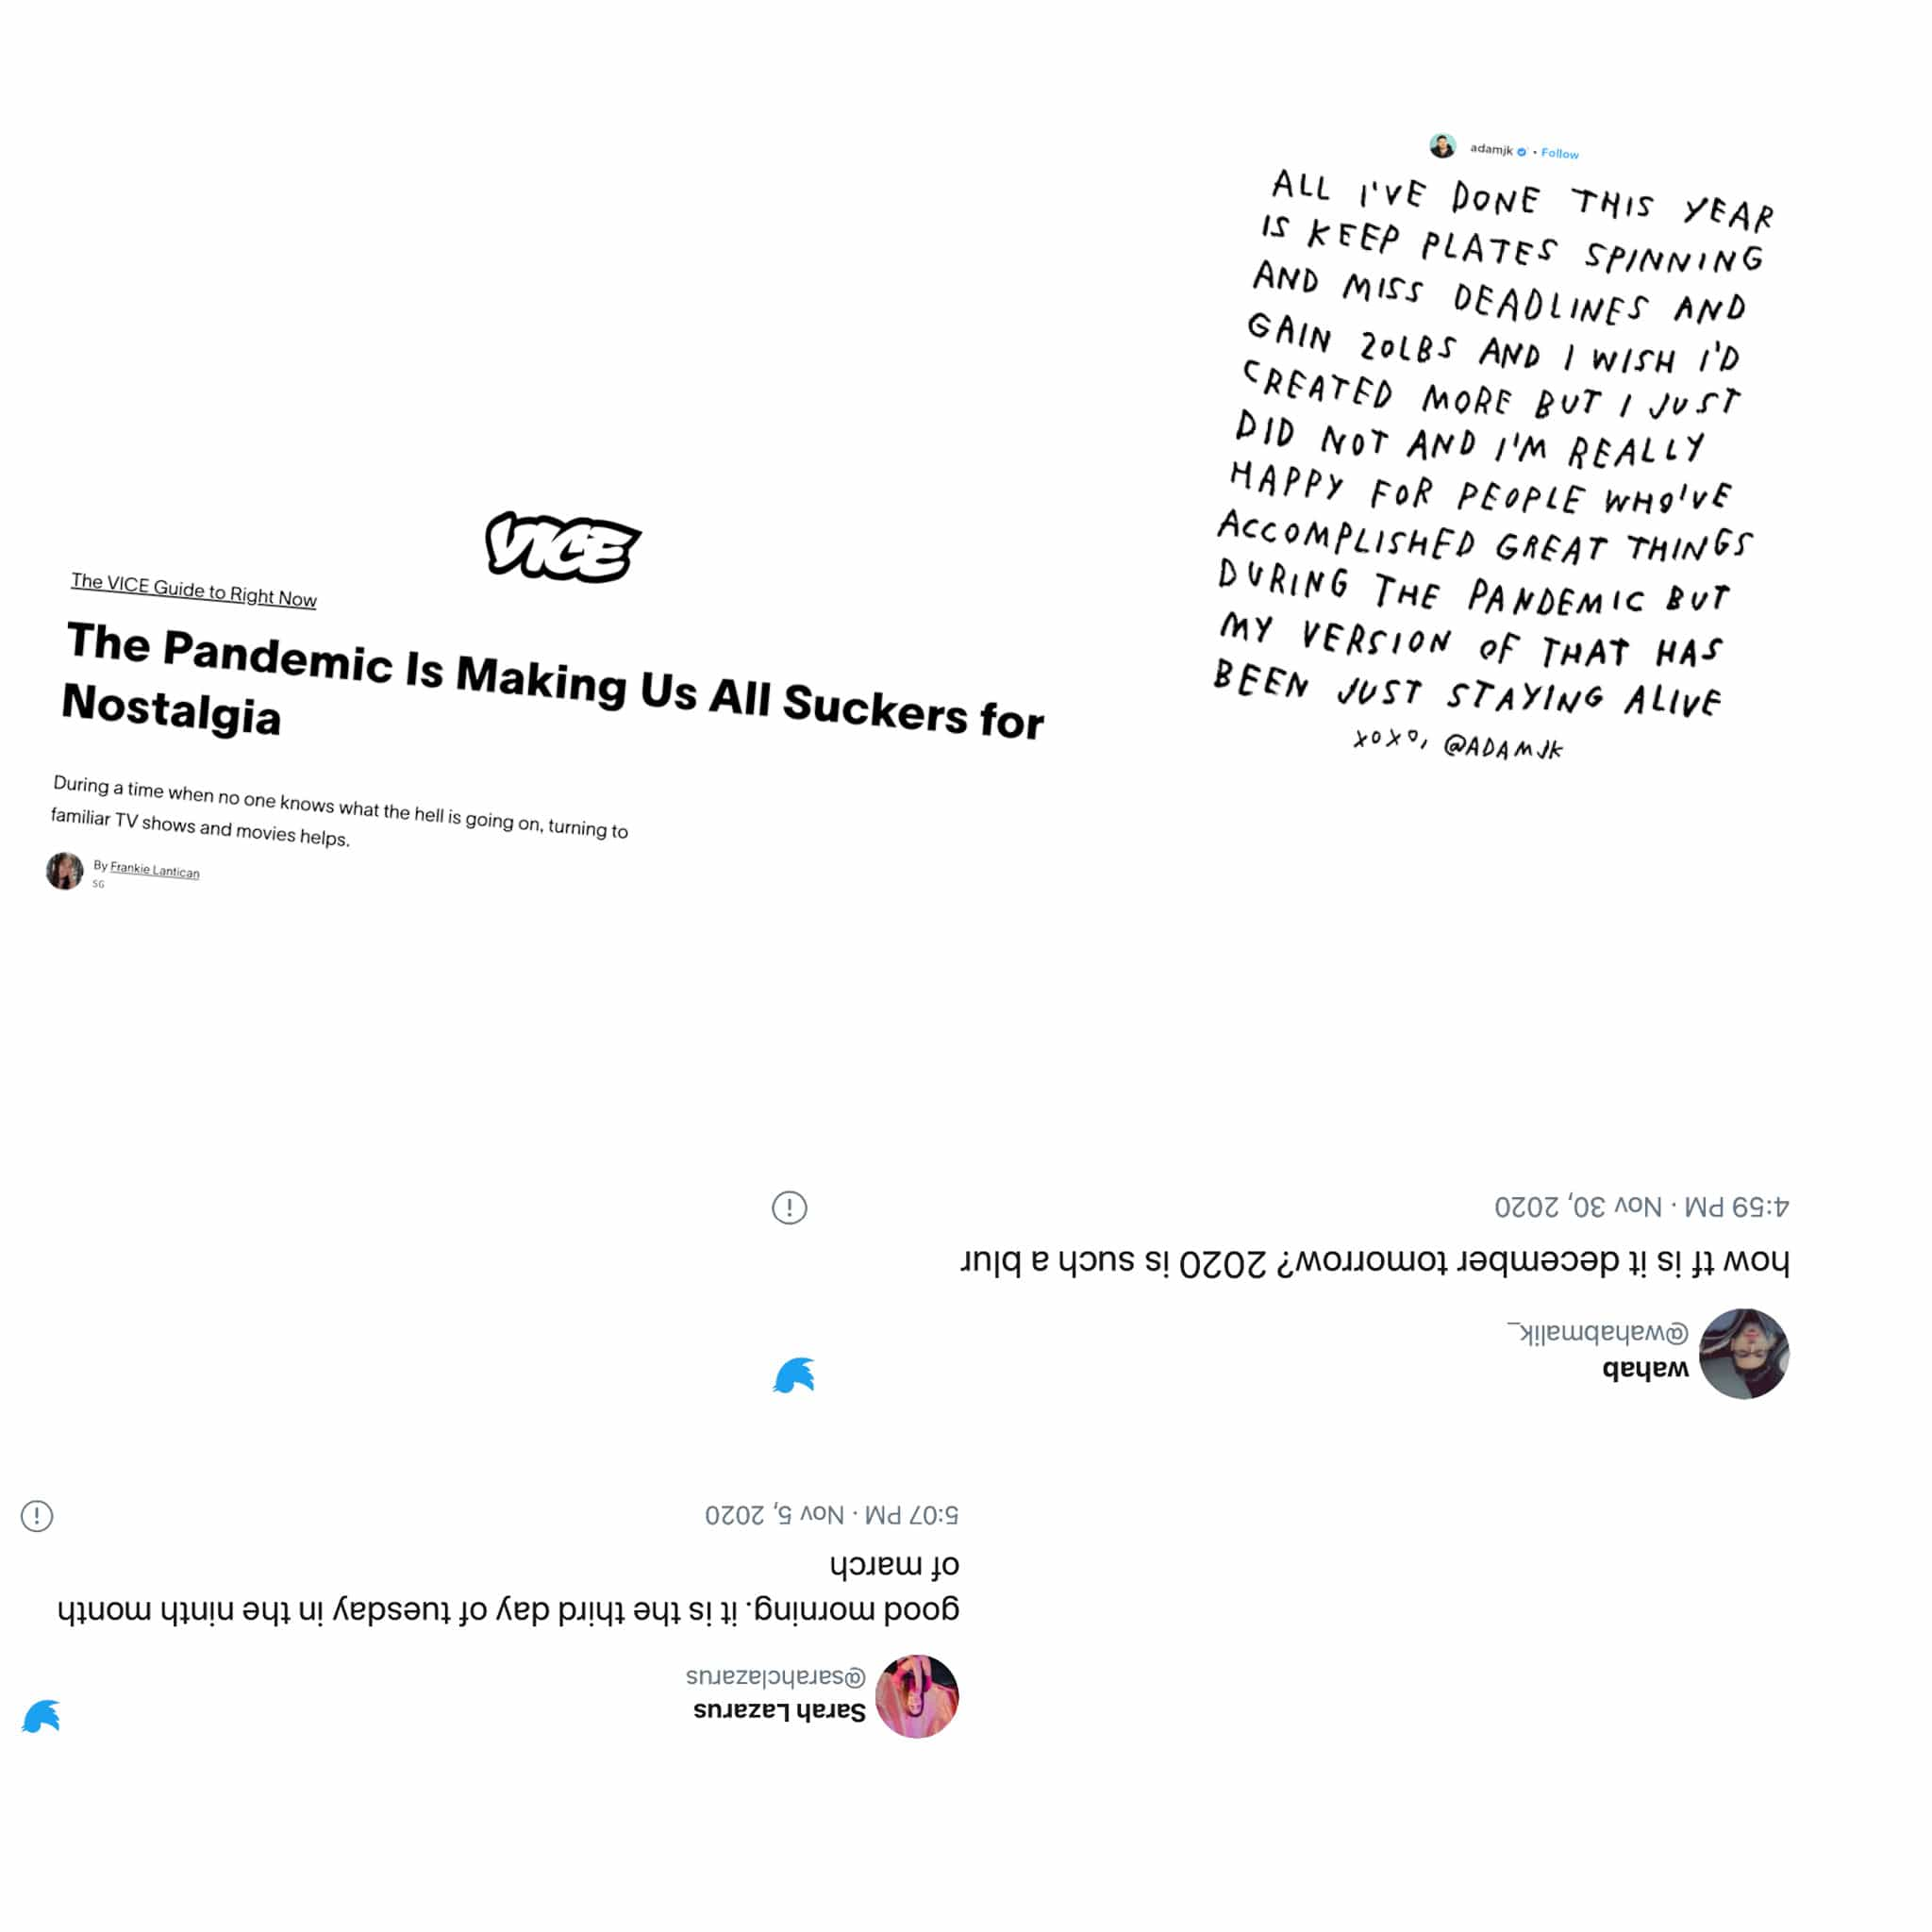 VICE
The VICE Guide to Right Now
The Pandemic Is Making Us All Suckers for
Nostalgia
During a time when no one knows what the hell is going on, turning to
familiar TV shows and movies helps.
By Frankie Lantican
SG
adamjk • Follow
ALL I'VE DONE THIS YEAR
IS KEEP PLATES SPINNING
AND MISS DEADLINES AND
GAIN 20LBS AND I WISH I'D
CREATED MORE BUT I JUST
DID NOT AND I'M REALLY
HAPPY FOR PEOPLE WHO'VE
ACCOMPLISHED GREAT THINGS
DURING THE PANDEMIC BUT
MY VERSION OF THAT HAS
BEEN JUST STAYING ALIVE
XOXO, @ADAMJK
wahab
@wahabmalik_
how tf is it december tomorrow? 2020 is such a blur
4:59 PM · Nov 30, 2020
Sarah Lazarus
@sarahclazarus
good morning. it is the third day of tuesday in the ninth month
of march
5:07 PM · Nov 5, 2020